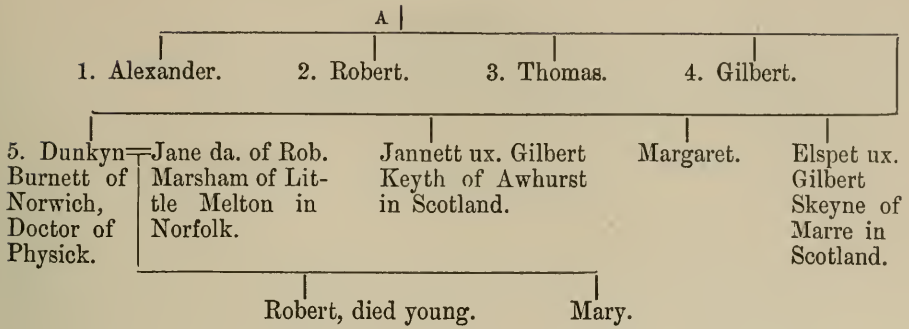 A
1. Alexander. 2. Robert. 3. Thomas. 4. Gilbert.
5. Dunkyn
Burnett of
Norwich,
Doctor of
Physick.
Jane da. of Rob.
Marsham of Lit-
tle Melton in
Norfolk.
Jannett ux. Gilbert
Keyth of Awhurst
in Scotland.
Margaret.
Elspet ux.
Gilbert
Skeyne of
Marre in
Scotland.
Robert, died young. Mary.